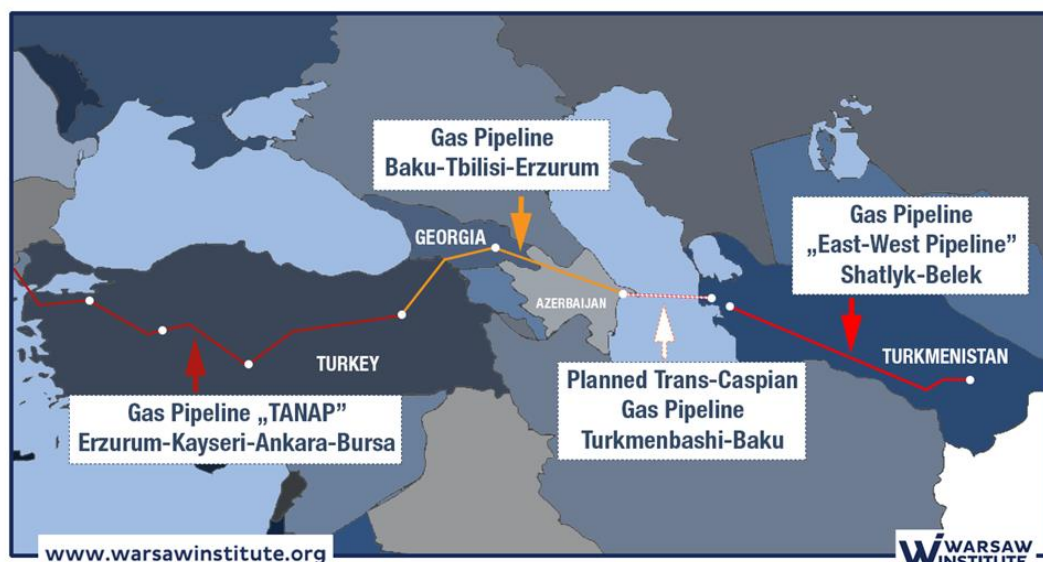 Gas Pipeline
Baku-Tbilisi-Erzurum
Gas Pipeline
„East-West Pipeline”
Shatlyk-Belek
GEORGIA
AZERBAIJAN
TURKEY
TURKMENISTAN
Gas Pipeline „TANAP”
Erzurum-Kayseri-Ankara-Bursa
Planned Trans-Caspian
Gas Pipeline
Turkmenbashi-Baku
www.warsawinstitute.org
WI WARSAW
INSTITUTE